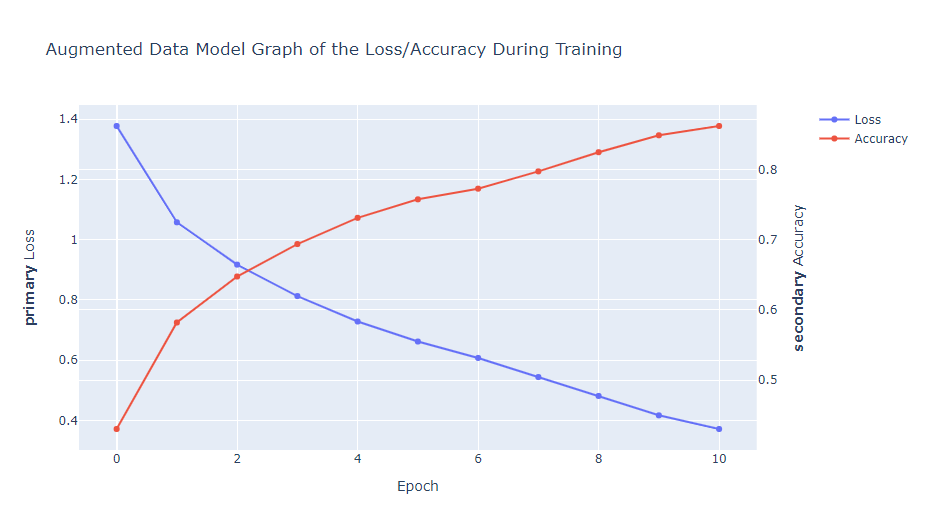 Augmented Data Model Graph of the Loss/Accuracy During Training
Loss
Accuracy
1.4
1.2
1
0.8
0.6
0.4
primary Loss
0.8
0.7
0.6
0.5
secondary Accuracy
0 2 4 6 8 10
Epoch